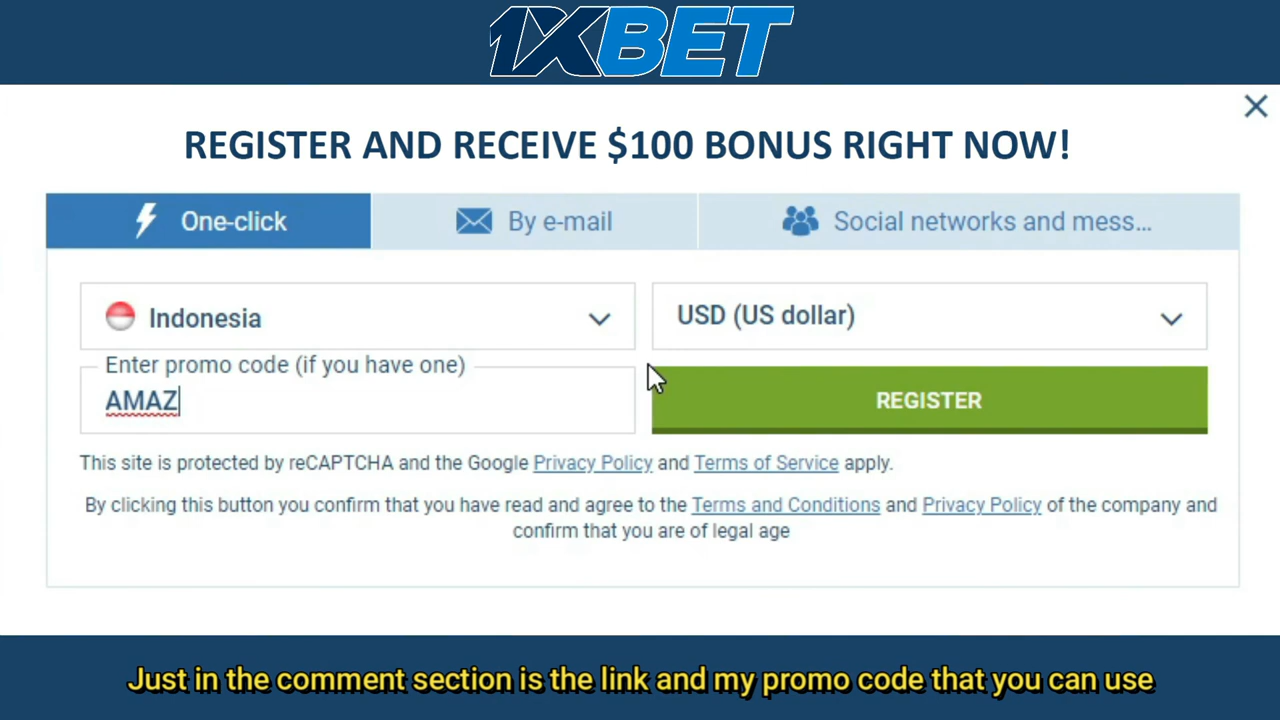 1XBET
REGISTER AND RECEIVE $100 BONUS RIGHT NOW!
One-click
By e-mail
Social networks and mess...
Indonesia
USD (US dollar)
Enter promo code (if you have one)
AMAZ
REGISTER
This site is protected by reCAPTCHA and the Google Privacy Policy and Terms of Service apply.
By clicking this button you confirm that you have read and agree to the Terms and Conditions and Privacy Policy of the company and
confirm that you are of legal age
Just in the comment section is the link and my promo code that you can use